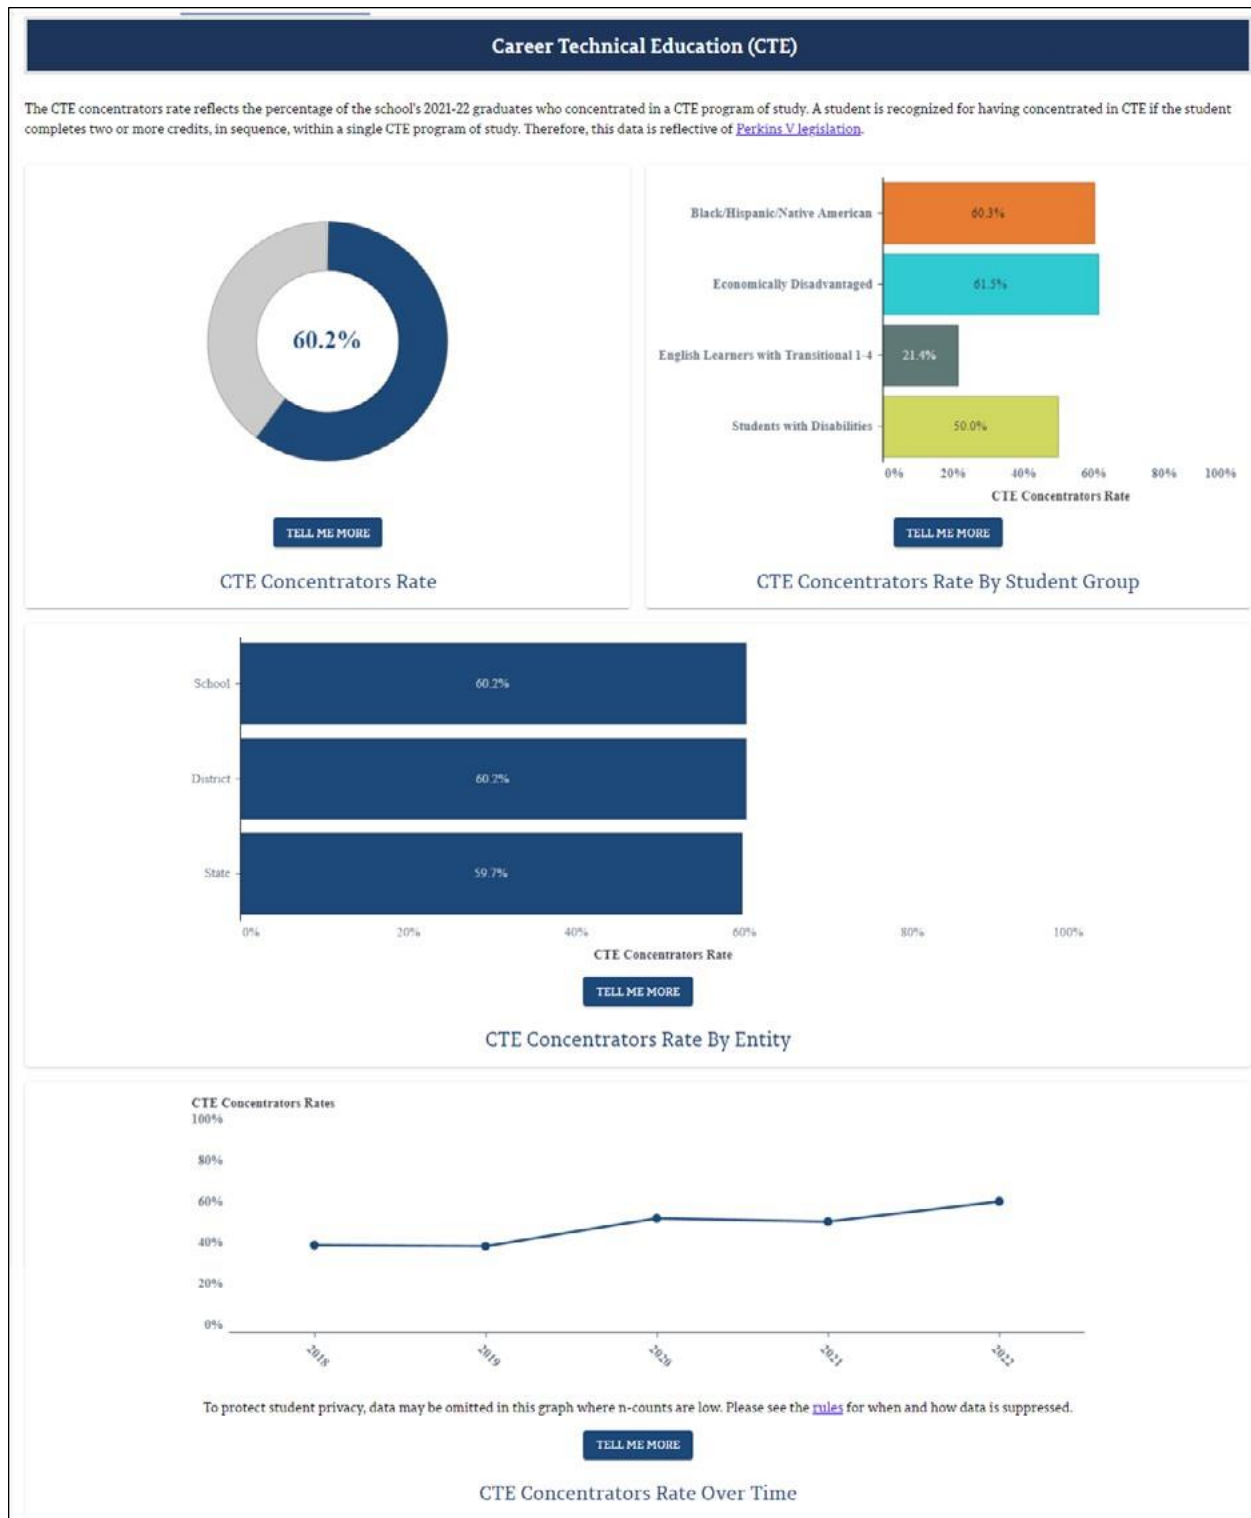 Career Technical Education (CTE)
The CTE concentrators rate reflects the percentage of the school's 2021-22 graduates who concentrated in a CTE program of study. A student is recognized for having concentrated in CTE if the student
completes two or more credits, in sequence, within a single CTE program of study. Therefore, this data is reflective of Perkins V legislation.
60.2%
TELL ME MORE
CTE Concentrators Rate
Black/Hispanic/Native American
60.3%
Economically Disadvantaged
61.5%
English Learners with Transitional 1-4
21.4%
Students with Disabilities
50.0%
0% 20% 40% 60% 80% 100%
CTE Concentrators Rate
TELL ME MORE
CTE Concentrators Rate By Student Group
School
60.2%
District
60.2%
State
59.7%
0% 20% 40% 60% 80% 100%
CTE Concentrators Rate
TELL ME MORE
CTE Concentrators Rate By Entity
CTE Concentrators Rates
100%
80%
60%
40%
20%
0%
2018 2019 2020 2021 2022
To protect student privacy, data may be omitted in this graph where n-counts are low. Please see the rules for when and how data is suppressed.
TELL ME MORE
CTE Concentrators Rate Over Time